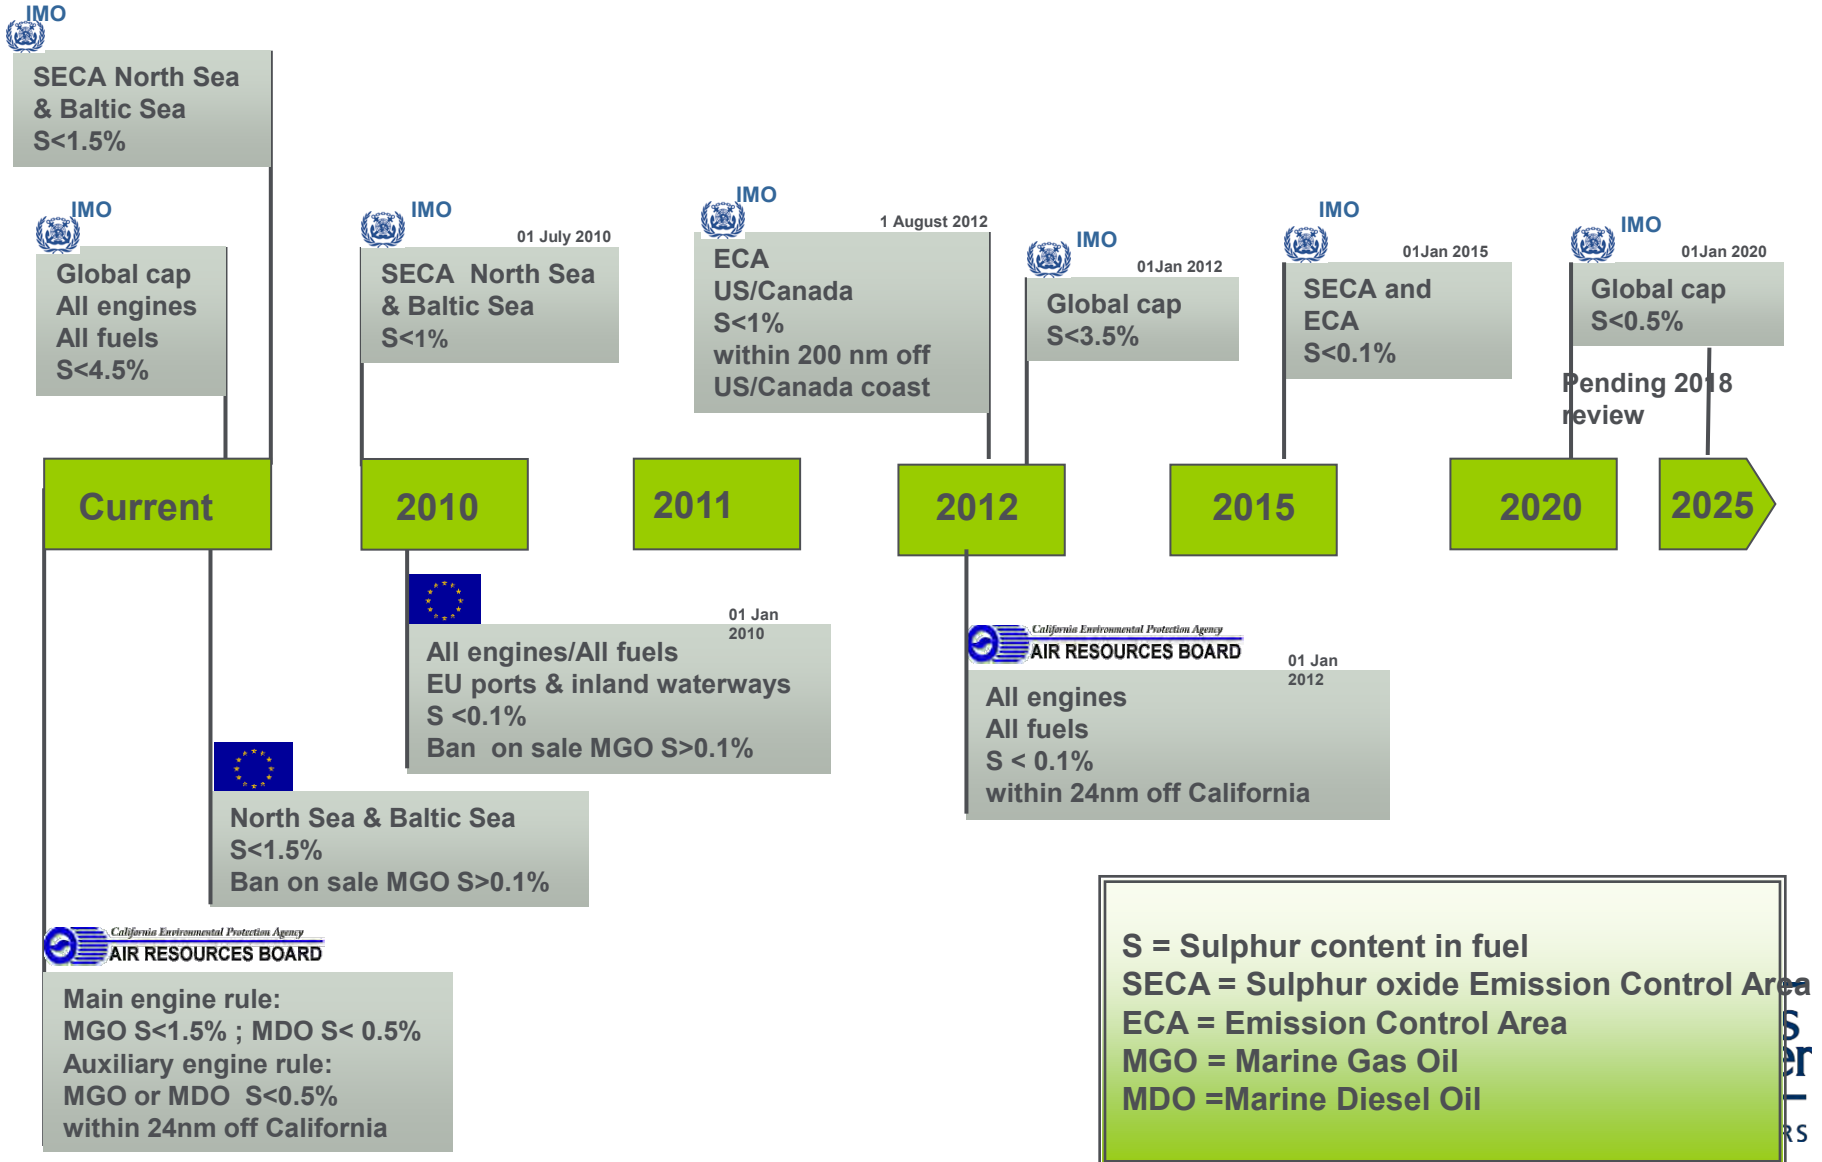 IMO
SECA North Sea
& Baltic Sea
S<1.5%
IMO
Global cap
All engines
All fuels
S<4.5%
IMO
01 July 2010
SECA North Sea
& Baltic Sea
S<1%
IMO
1 August 2012
ECA
US/Canada
S<1%
within 200 nm off
US/Canada coast
IMO
01Jan 2012
Global cap
S<3.5%
IMO
01Jan 2015
SECA and
ECA
S<0.1%
IMO
01Jan 2020
Global cap
S<0.5%
Pending 2018
review
Current
2010
2011
2012
2015
2020
2025
01 Jan
2010
All engines/All fuels
EU ports & inland waterways
S <0.1%
Ban on sale MGO S>0.1%
California Environmental Protection Agency
AIR RESOURCES BOARD
01 Jan
2012
All engines
All fuels
S < 0.1%
within 24nm off California
North Sea & Baltic Sea
S<1.5%
Ban on sale MGO S>0.1%
California Environmental Protection Agency
AIR RESOURCES BOARD
Main engine rule:
MGO S<1.5% ; MDO S< 0.5%
Auxiliary engine rule:
MGO or MDO S<0.5%
within 24nm off California
S = Sulphur content in fuel
SECA = Sulphur oxide Emission Control Area
ECA = Emission Control Area
MGO = Marine Gas Oil
MDO =Marine Diesel Oil